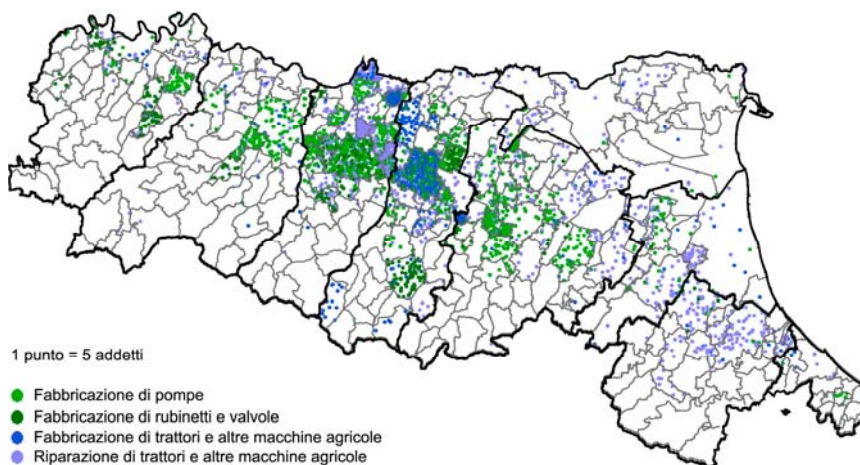 1 punto = 5 addetti
Fabbricazione di pompe
Fabbricazione di rubinetti e valvole
Fabbricazione di trattori e altre macchine agricole
Riparazione di trattori e altre macchine agricole